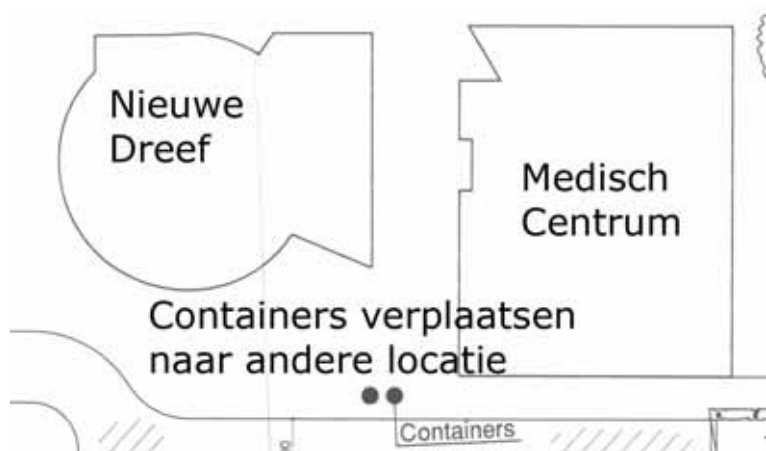 Nieuwe
Dreef
Medisch
Centrum
Containers verplaatsen
naar andere locatie
Containers